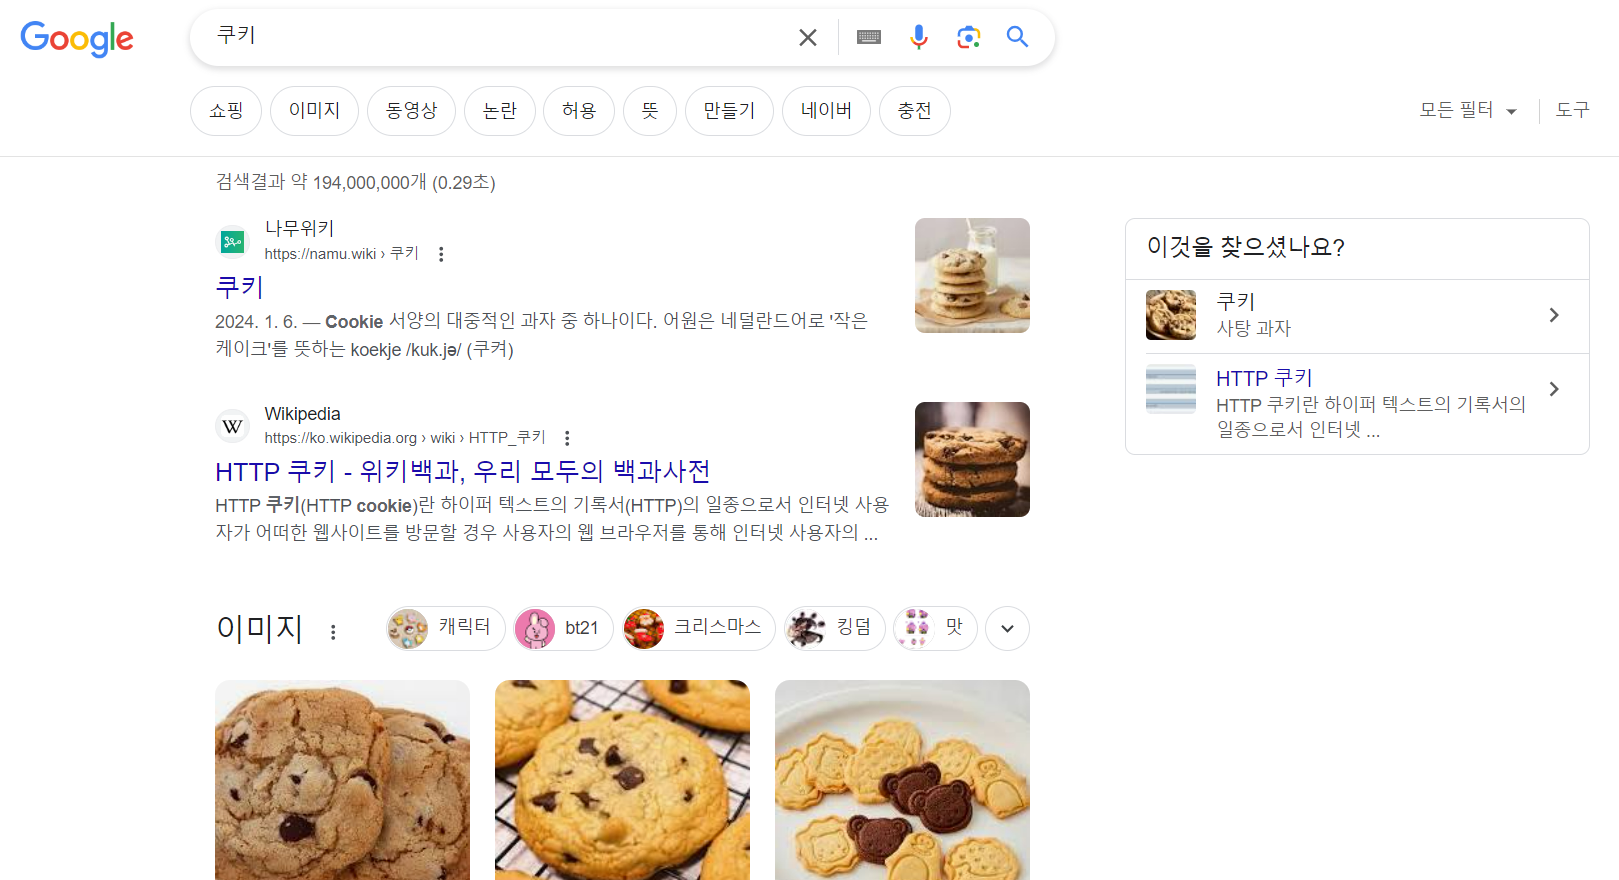 Google
쿠키
쇼핑
이미지
동영상
논란
허용
뜻
만들기
네이버
충전
모든 필터
도구
검색결과 약 194,000,000개 (0.29초)
나무위키
https://namu.wiki › 쿠키
쿠키
2024. 1. 6. — Cookie 서양의 대중적인 과자 중 하나이다. 어원은 네덜란드어로 '작은
케이크'를 뜻하는 koekje /kuk.jə/ (쿠켜)
W
Wikipedia
https://ko.wikipedia.org › wiki › HTTP_쿠키
HTTP 쿠키 - 위키백과, 우리 모두의 백과사전
HTTP 쿠키(HTTP cookie)란 하이퍼 텍스트의 기록서(HTTP)의 일종으로서 인터넷 사용
자가 어떠한 웹사이트를 방문할 경우 사용자의 웹 브라우저를 통해 인터넷 사용자의 ...
이것을 찾으셨나요?
쿠키
사탕 과자
HTTP 쿠키
HTTP 쿠키란 하이퍼 텍스트의 기록서의
일종으로서 인터넷 ...
이미지
캐릭터
bt21
크리스마스
킹덤
맛